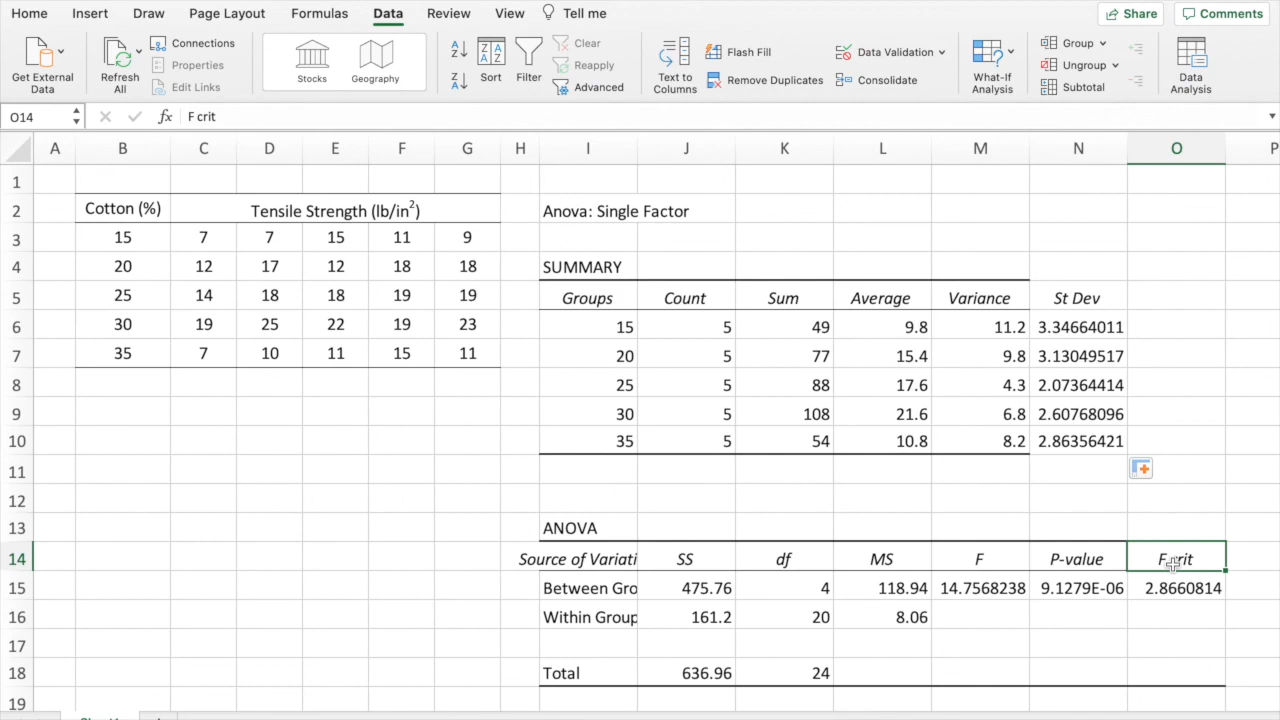 Home Insert Draw Page Layout Formulas Data Review View Tell me Share Comments
Get External Data
Refresh All
Connections
Properties
Edit Links
Stocks Geography
Sort
Filter
Clear
Reapply
Advanced
Text to Columns
Flash Fill
Remove Duplicates
Data Validation
Consolidate
What-If Analysis
Group
Ungroup
Subtotal
Data Analysis
O14 fx F crit
A B C D E F G H I J K L M N O P
1
2 Cotton (%) Tensile Strength (lb/in²) Anova: Single Factor
3 15 7 7 15 11 9
4 20 12 17 12 18 18 SUMMARY
5 25 14 18 18 19 19 Groups Count Sum Average Variance St Dev
6 30 19 25 22 19 23 15 5 49 9.8 11.2 3.34664011
7 35 7 10 11 15 11 20 5 77 15.4 9.8 3.13049517
8 25 5 88 17.6 4.3 2.07364414
9 30 5 108 21.6 6.8 2.60768096
10 35 5 54 10.8 8.2 2.86356421
11
12
13 ANOVA
14 Source of Variati SS df MS F P-value F crit
15 Between Gro 475.76 4 118.94 14.7568238 9.1279E-06 2.8660814
16 Within Group 161.2 20 8.06
17
18 Total 636.96 24
19